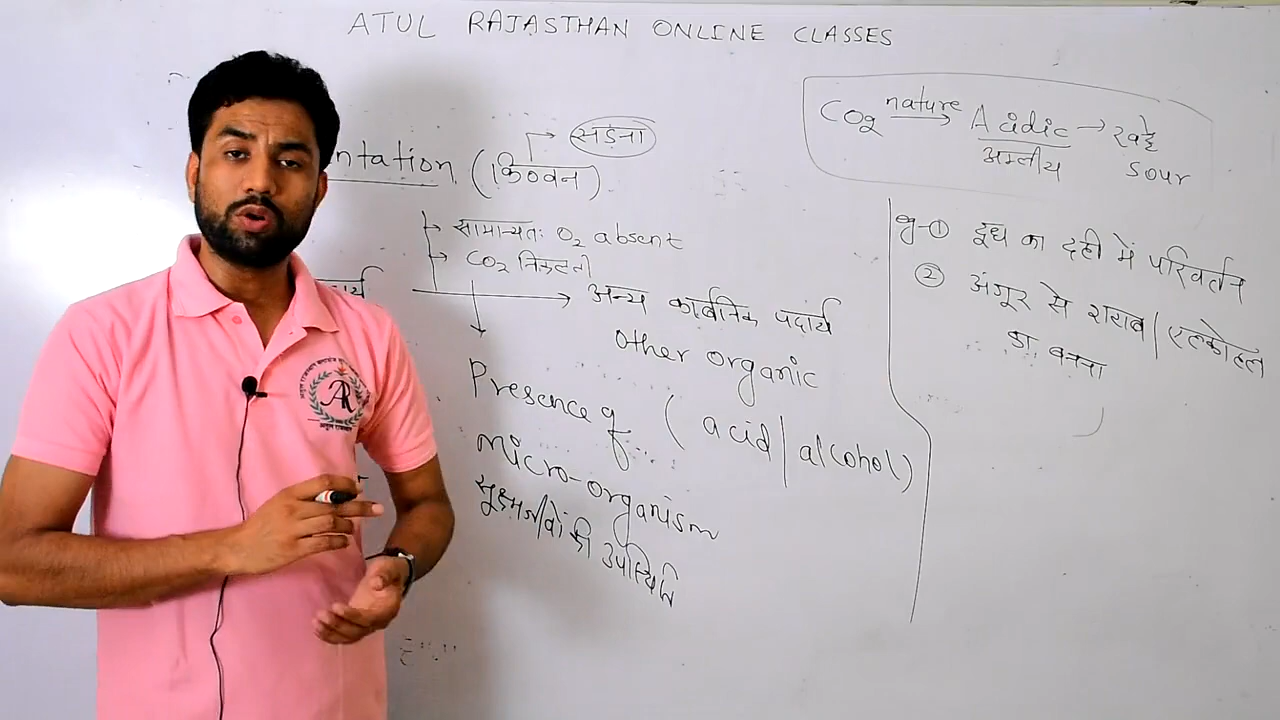 ATUL RAJASTHAN ONLINE CLASSES
CO2 nature → Acidic → खट्टे
अम्लीय sour
सड़ना
ntation (किण्वन)
सामान्यतः O2 absent
CO2 निकलती
अन्य कार्बनिक पदार्थ
other organic
(acid/alcohol)
Presence of
micro-organism
सूक्ष्मजीवों की उपस्थिति
eg-① दूध का दही में परिवर्तन
② अंगूर से शराब/एल्कोहल
का बनना
AR